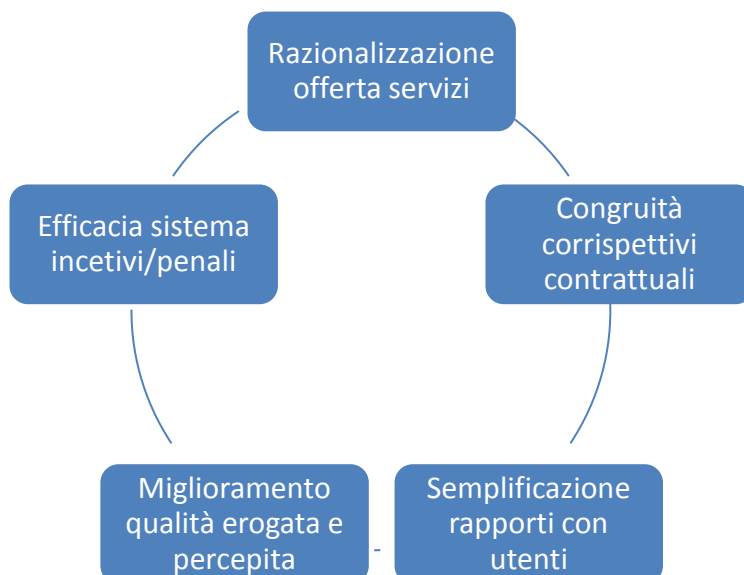 Razionalizzazione
offerta servizi
Congruità
corrispettivi
contrattuali
Semplificazione
rapporti con
utenti
Miglioramento
qualità erogata e
percepita
Efficacia sistema
incetivi/penali